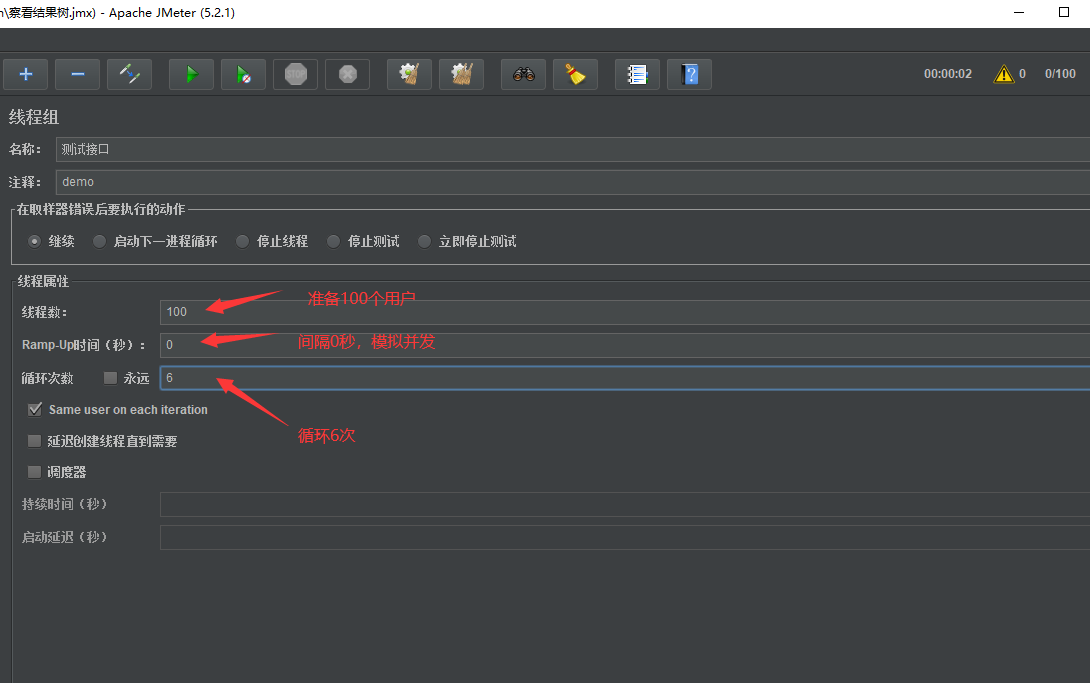 n\察看结果树.jmx) - Apache JMeter (5.2.1)
STOP
00:00:02 0 0/100
线程组
名称： 测试接口
注释： demo
在取样器错误后要执行的动作
继续 启动下一进程循环 停止线程 停止测试 立即停止测试
线程属性
准备100个用户
线程数： 100
间隔0秒，模拟并发
Ramp-Up时间（秒）： 0
循环次数 永远 6
Same user on each iteration
循环6次
延迟创建线程直到需要
调度器
持续时间（秒）
启动延迟（秒）